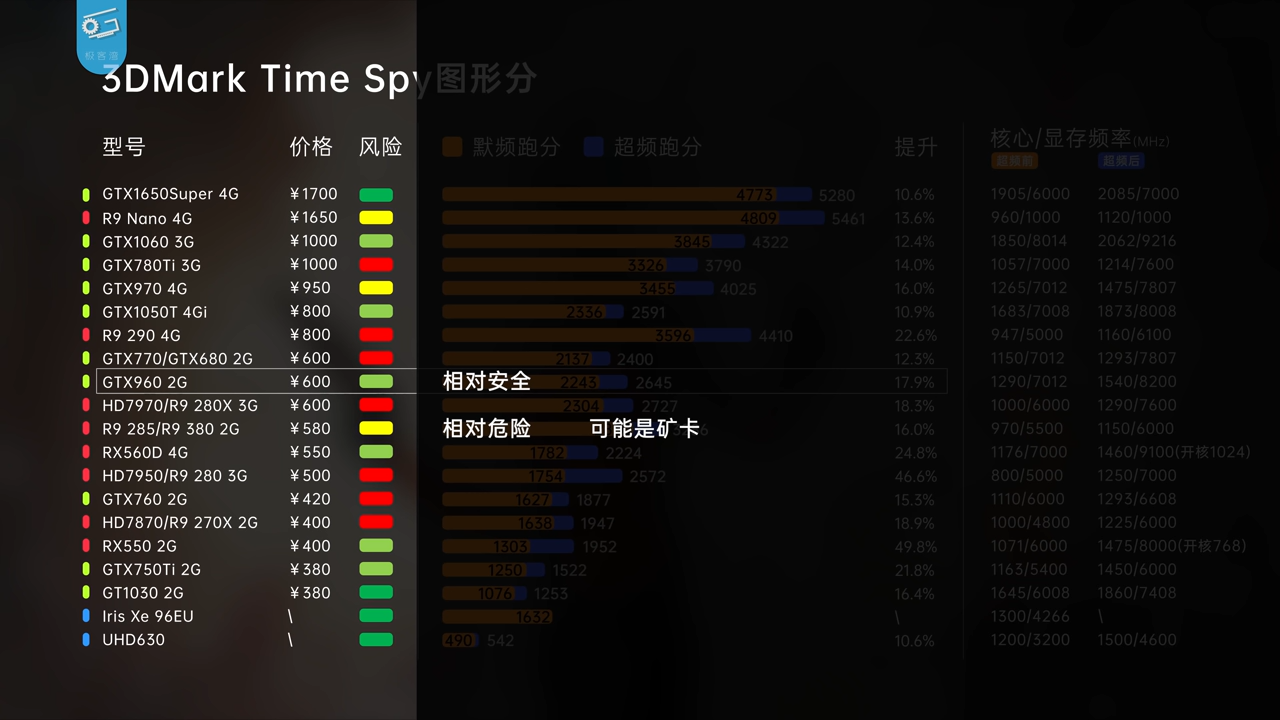 极客湾
3DMark Time Spy图形分
型号 价格 风险 默频跑分 超频跑分 提升 核心/显存频率(MHz)
超频前 超频后
GTX1650Super 4G ¥1700 4773 5280 10.6% 1905/6000 2085/7000
R9 Nano 4G ¥1650 4809 5461 13.6% 960/1000 1120/1000
GTX1060 3G ¥1000 3845 4322 12.4% 1850/8014 2062/9216
GTX780Ti 3G ¥1000 3326 3790 14.0% 1057/7000 1214/7600
GTX970 4G ¥950 3455 4025 16.0% 1265/7012 1475/7807
GTX1050T 4Gi ¥800 2336 2591 10.9% 1683/7008 1873/8008
R9 290 4G ¥800 3596 4410 22.6% 947/5000 1160/6100
GTX770/GTX680 2G ¥600 2137 2400 12.3% 1150/7012 1293/7807
GTX960 2G ¥600 相对安全 2243 2645 17.9% 1290/7012 1540/8200
HD7970/R9 280X 3G ¥600 2304 2727 18.3% 1000/6000 1290/7600
R9 285/R9 380 2G ¥580 相对危险 可能是矿卡 16.0% 970/5500 1150/6000
RX560D 4G ¥550 1782 2224 24.8% 1176/7000 1460/9100(开核1024)
HD7950/R9 280 3G ¥500 1754 2572 46.6% 800/5000 1250/7000
GTX760 2G ¥420 1627 1877 15.3% 1110/6000 1293/6608
HD7870/R9 270X 2G ¥400 1638 1947 18.9% 1000/4800 1225/6000
RX550 2G ¥400 1303 1952 49.8% 1071/6000 1475/8000(开核768)
GTX750Ti 2G ¥380 1250 1522 21.8% 1163/5400 1450/6000
GT1030 2G ¥380 1076 1253 16.4% 1645/6008 1860/7408
Iris Xe 96EU \ 1632 \ 1300/4266 \
UHD630 \ 490 542 10.6% 1200/3200 1500/4600